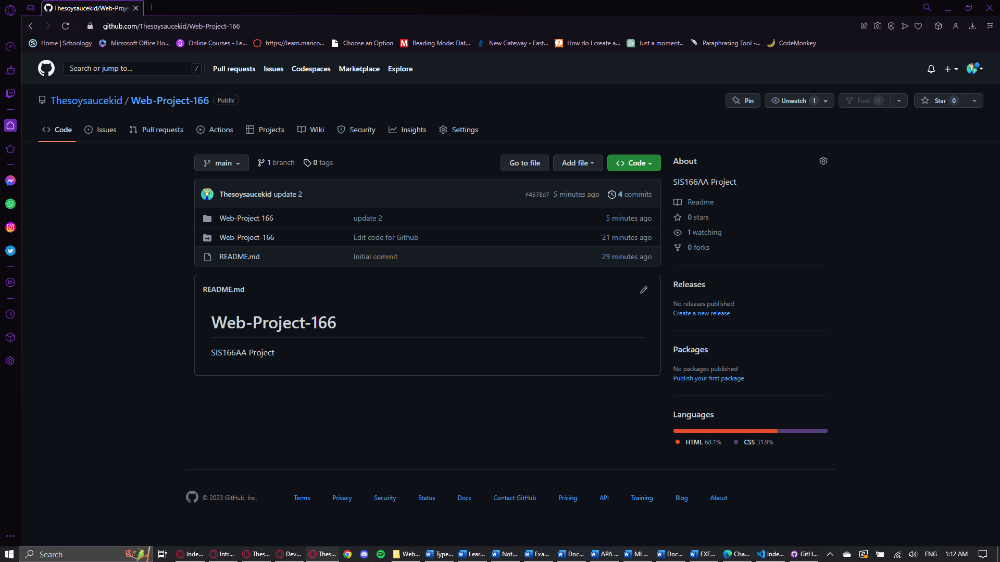 Thesoysaucekid/Web-Proje
github.com/Thesoysaucekid/Web-Project-166
Home | Schoology
Microsoft Office Ho...
Online Courses - Le...
https://learn.marico...
Choose an Option
Reading Mode: Dat...
New Gateway - East...
How do I create a...
Just a moment...
Paraphrasing Tool -...
CodeMonkey
Search or jump to...
/
Pull requests
Issues
Codespaces
Marketplace
Explore
Thesoysaucekid / Web-Project-166
Public
Pin
Unwatch 1
Fork 0
Star 0
Code
Issues
Pull requests
Actions
Projects
Wiki
Security
Insights
Settings
main
1 branch
0 tags
Go to file
Add file
Code
Thesoysaucekid update 2
f4578d7 5 minutes ago
4 commits
Web-Project 166
update 2
5 minutes ago
Web-Project-166
Edit code for Github
21 minutes ago
README.md
Initial commit
29 minutes ago
README.md
Web-Project-166
SIS166AA Project
About
SIS166AA Project
Readme
0 stars
1 watching
0 forks
Releases
No releases published
Create a new release
Packages
No packages published
Publish your first package
Languages
HTML 68.1%
CSS 31.9%
© 2023 GitHub, Inc.
Terms
Privacy
Security
Status
Docs
Contact GitHub
Pricing
API
Training
Blog
About
Search
Inde...
Intr...
Thes...
Dev...
Thes...
Web...
Type...
Lear...
Not...
Exa...
Doc...
APA ...
ML...
Doc...
EXE...
Cha...
Inde...
GitH...
ENG
1:12 AM